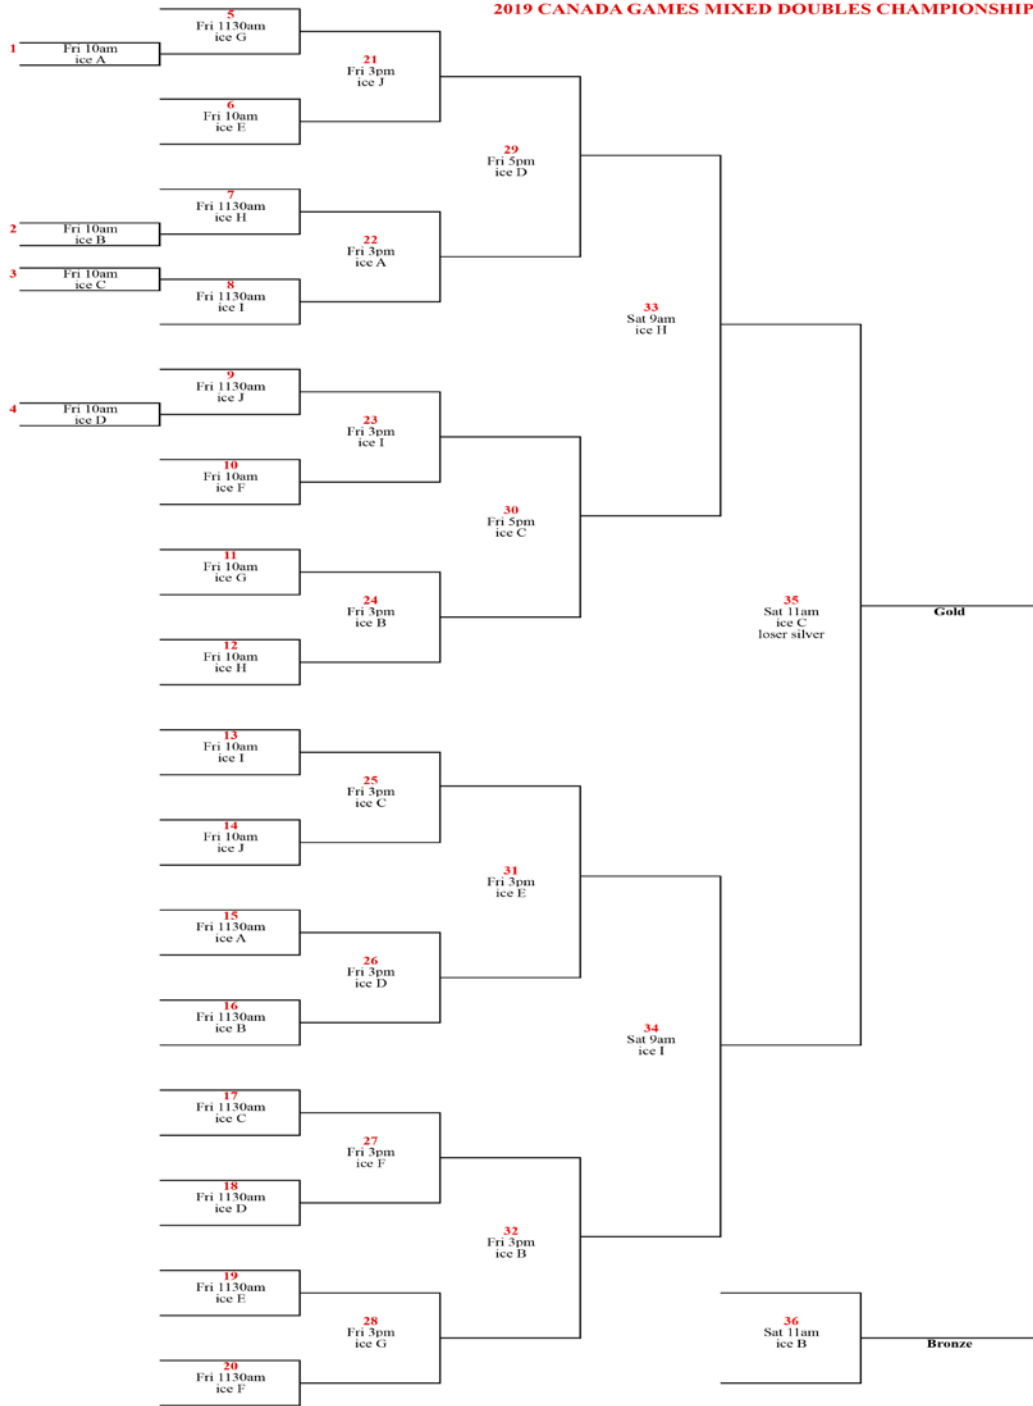 2019 CANADA GAMES MIXED DOUBLES CHAMPIONSHIP
5
Fri 1130am
ice G
1
Fri 10am
ice A
21
Fri 3pm
ice J
6
Fri 10am
ice E
29
Fri 5pm
ice D
7
Fri 1130am
ice H
2
Fri 10am
ice B
22
Fri 3pm
ice A
3
Fri 10am
ice C
8
Fri 1130am
ice I
33
Sat 9am
ice H
9
Fri 1130am
ice J
4
Fri 10am
ice D
23
Fri 3pm
ice I
10
Fri 10am
ice F
30
Fri 5pm
ice C
11
Fri 10am
ice G
24
Fri 3pm
ice B
35
Sat 11am
ice C
loser silver
Gold
12
Fri 10am
ice H
13
Fri 10am
ice I
25
Fri 3pm
ice C
14
Fri 10am
ice J
31
Fri 3pm
ice E
15
Fri 1130am
ice A
26
Fri 3pm
ice D
16
Fri 1130am
ice B
34
Sat 9am
ice I
17
Fri 1130am
ice C
27
Fri 3pm
ice F
18
Fri 1130am
ice D
32
Fri 3pm
ice B
19
Fri 1130am
ice E
28
Fri 3pm
ice G
36
Sat 11am
ice B
Bronze
20
Fri 1130am
ice F